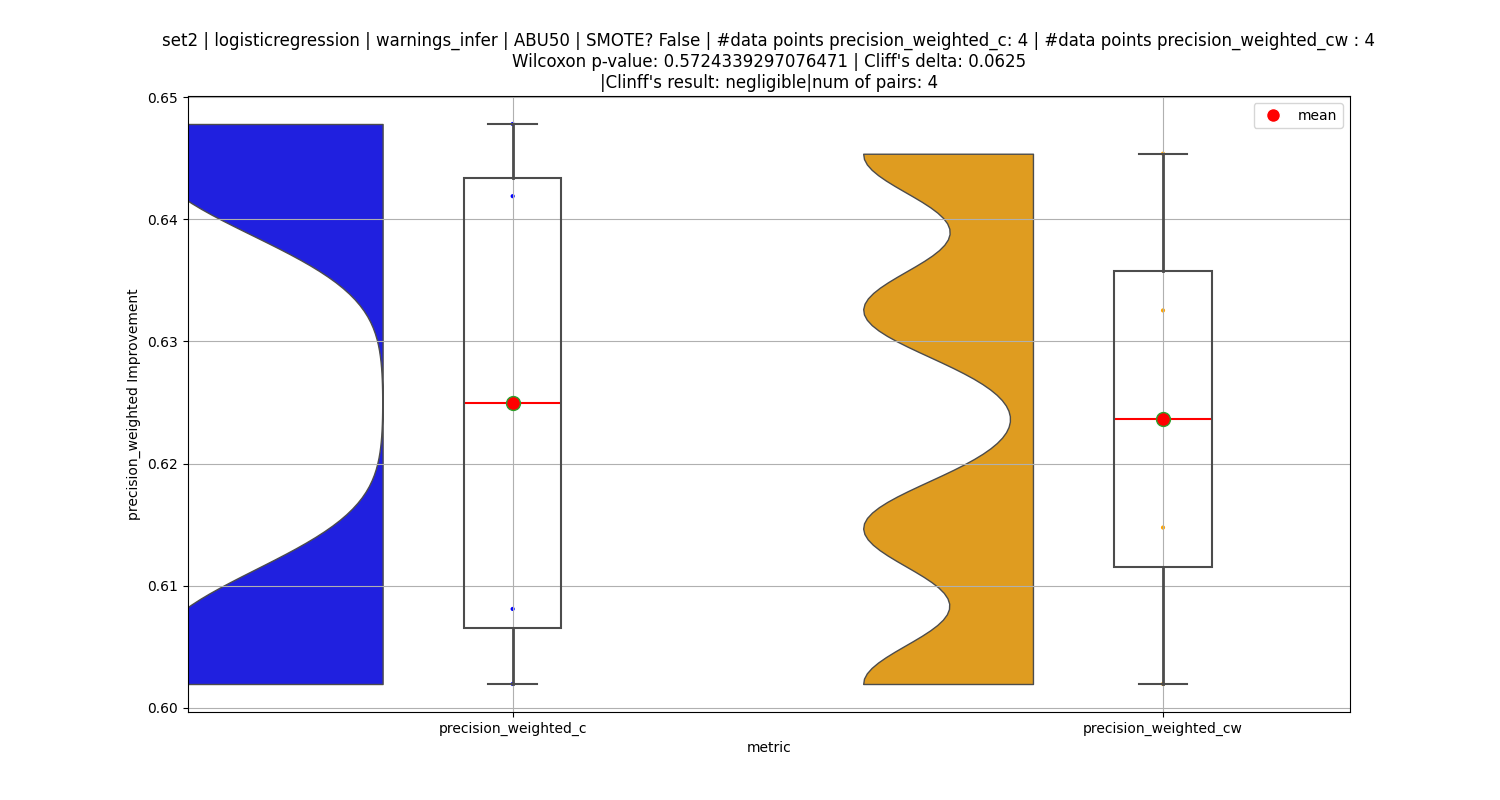 set2 | logisticregression | warnings_infer | ABU50 | SMOTE? False | #data points precision_weighted_c: 4 | #data points precision_weighted_cw : 4
Wilcoxon p-value: 0.5724339297076471 | Cliff's delta: 0.0625
|Clinff's result: negligible|num of pairs: 4
0.65
mean
0.64
0.63
0.62
0.61
0.60
precision_weighted Improvement
precision_weighted_c
precision_weighted_cw
metric